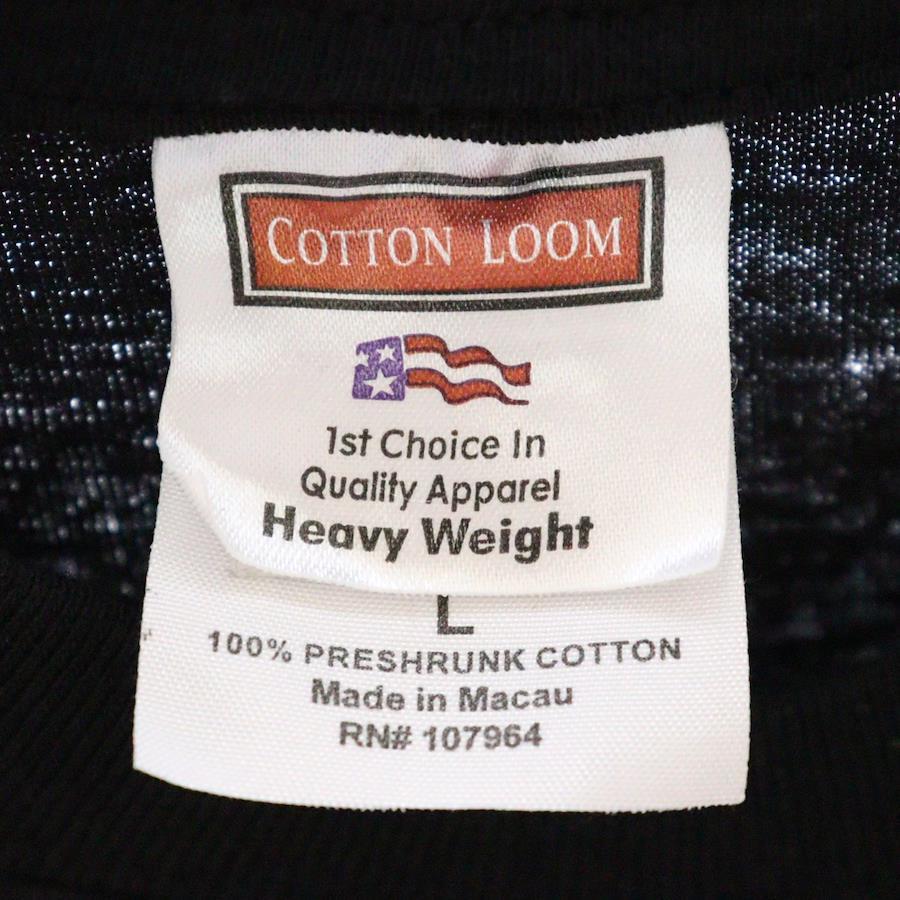 COTTON LOOM
1st Choice In
Quality Apparel
Heavy Weight
L
100% PRESHRUNK COTTON
Made in Macau
RN# 107964